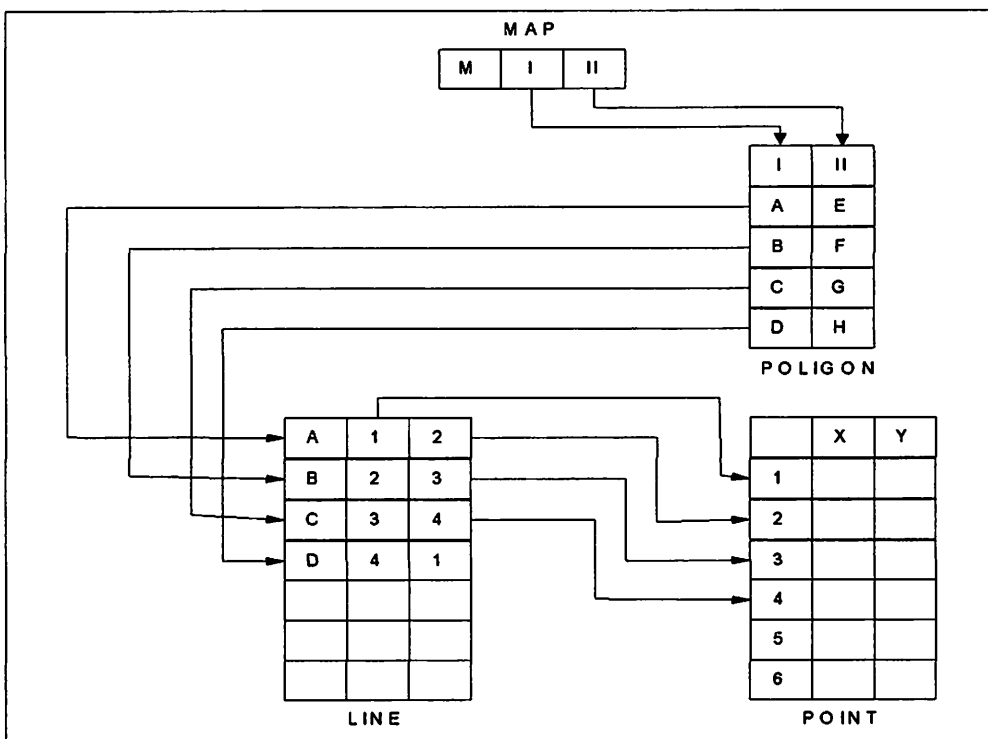 MAP
M I II
I II
A E
B F
C G
D H
POLIGON
A 1 2
B 2 3
C 3 4
D 4 1
LINE
X Y
1
2
3
4
5
6
POINT